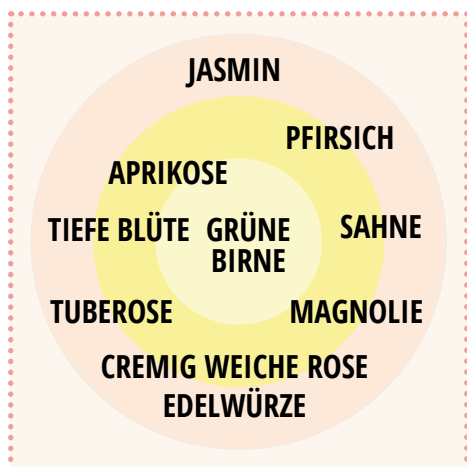 JASMIN
PFIRSICH
APRIKOSE
TIEFE BLÜTE
GRÜNE
BIRNE
SAHNE
TUBEROSE
MAGNOLIE
CREMIG WEICHE ROSE
EDELWÜRZE